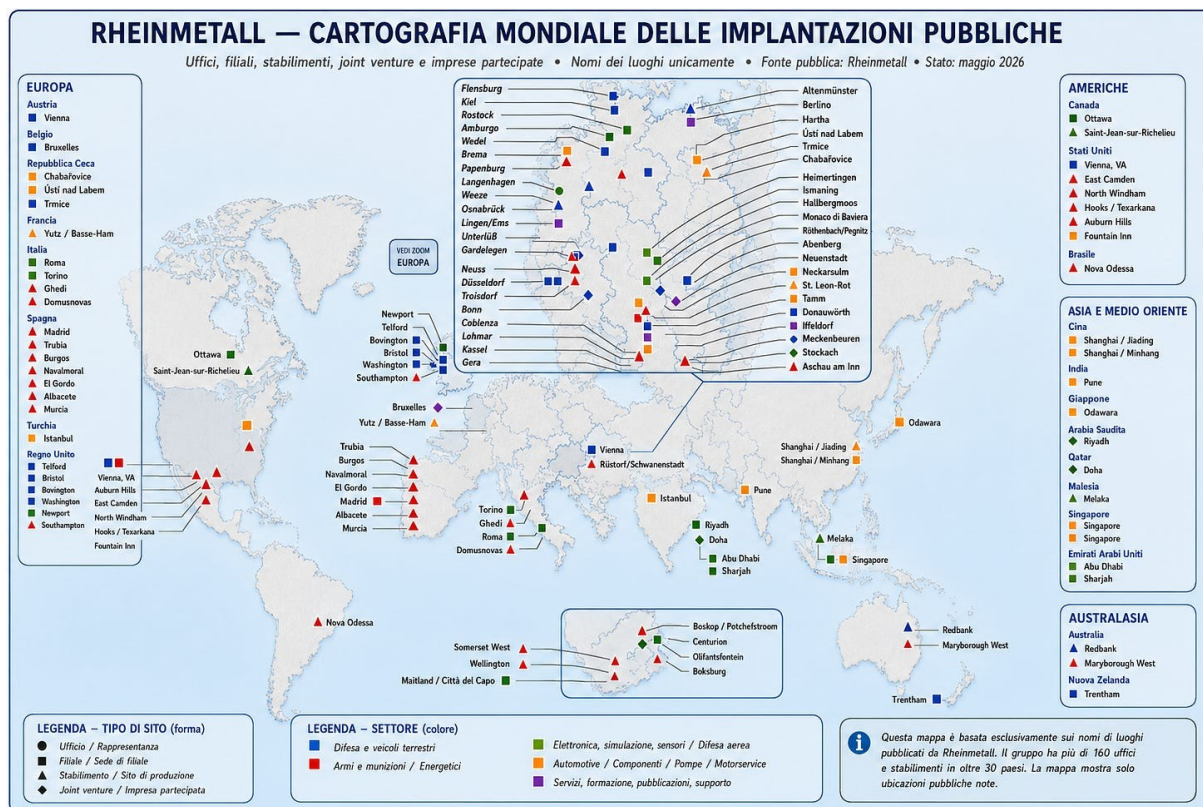 RHEINMETALL — CARTOGRAFIA MONDIALE DELLE IMPLANTAZIONI PUBBLICHE
Uffici, filiali, stabilimenti, joint venture e imprese partecipate • Nomi dei luoghi unicamente • Fonte pubblica: Rheinmetall • Stato: maggio 2026
EUROPA
Austria
Vienna
Belgio
Bruxelles
Repubblica Ceca
Chabařovice
Ústí nad Labem
Trmice
Francia
Yutz / Basse-Ham
Italia
Roma
Torino
Ghedi
Domusnovas
Spagna
Madrid
Trubia
Burgos
Navalmoral
El Gordo
Albacete
Murcia
Turchia
Istanbul
Regno Unito
Telford
Bristol
Bovington
Washington
Newport
Southampton
Ottawa
Saint-Jean-sur-Richelieu
Vienna, VA
Auburn Hills
East Camden
North Windham
Hooks / Texarkana
Fountain Inn
Nova Odessa
VEDI ZOOM
EUROPA
Flensburg
Kiel
Rostock
Amburgo
Wedel
Brema
Papenburg
Langenhagen
Weeze
Osnabrück
Lingen/Ems
Unterlüß
Gardelegen
Neuss
Düsseldorf
Troisdorf
Bonn
Coblenza
Lohmar
Kassel
Gera
Altenmünster
Berlino
Hartha
Ústí nad Labem
Trmice
Chabařovice
Heimertingen
Ismaning
Hallbergmoos
Monaco di Baviera
Röthenbach/Pegnitz
Abenberg
Neuenstadt
Neckarsulm
St. Leon-Rot
Tamm
Donauwörth
Iffeldorf
Meckenbeuren
Stockach
Aschau am Inn
Newport
Telford
Bovington
Bristol
Washington
Southampton
Bruxelles
Yutz / Basse-Ham
Trubia
Burgos
Navalmoral
El Gordo
Madrid
Albacete
Murcia
Vienna
Rüstorf/Schwanenstadt
Torino
Ghedi
Roma
Domusnovas
Istanbul
Pune
Riyadh
Doha
Abu Dhabi
Sharjah
Odawara
Shanghai / Jiading
Shanghai / Minhang
Melaka
Singapore
Somerset West
Wellington
Maitland / Città del Capo
Boskop / Potchefstroom
Centurion
Olifantsfontein
Boksburg
Redbank
Maryborough West
Trentham
AMERICHE
Canada
Ottawa
Saint-Jean-sur-Richelieu
Stati Uniti
Vienna, VA
East Camden
North Windham
Hooks / Texarkana
Auburn Hills
Fountain Inn
Brasile
Nova Odessa
ASIA E MEDIO ORIENTE
Cina
Shanghai / Jiading
Shanghai / Minhang
India
Pune
Giappone
Odawara
Arabia Saudita
Riyadh
Qatar
Doha
Malesia
Melaka
Singapore
Singapore
Singapore
Emirati Arabi Uniti
Abu Dhabi
Sharjah
AUSTRALASIA
Australia
Redbank
Maryborough West
Nuova Zelanda
Trentham
LEGENDA – TIPO DI SITO (forma)
Ufficio / Rappresentanza
Filiale / Sede di filiale
Stabilimento / Sito di produzione
Joint venture / Impresa partecipata
LEGENDA – SETTORE (colore)
Difesa e veicoli terrestri
Armi e munizioni / Energetici
Elettronica, simulazione, sensori / Difesa aerea
Automotive / Componenti / Pompe / Motorservice
Servizi, formazione, pubblicazioni, supporto
i
Questa mappa è basata esclusivamente sui nomi di luoghi
pubblicati da Rheinmetall. Il gruppo ha più di 160 uffici
e stabilimenti in oltre 30 paesi. La mappa mostra solo
ubicazioni pubbliche note.